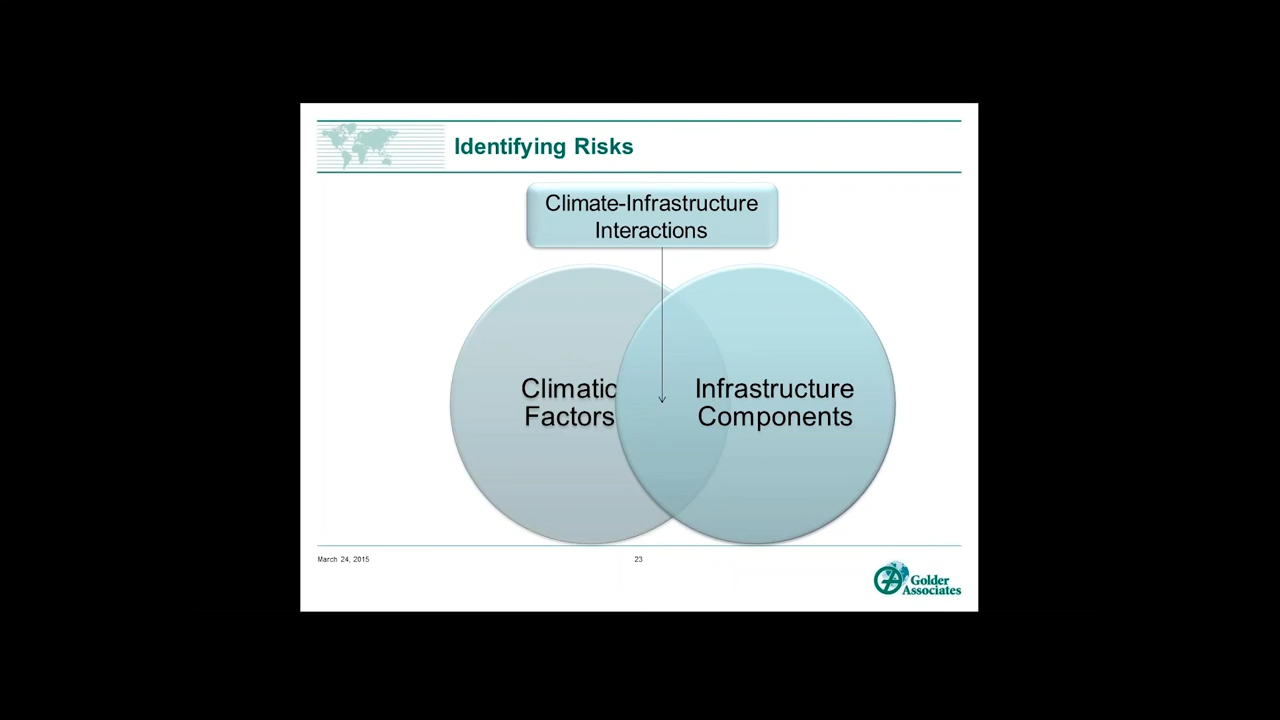 Identifying Risks
Climate-Infrastructure
Interactions
Climatic
Factors
Infrastructure
Components
March 24, 2015
23
Golder
Associates